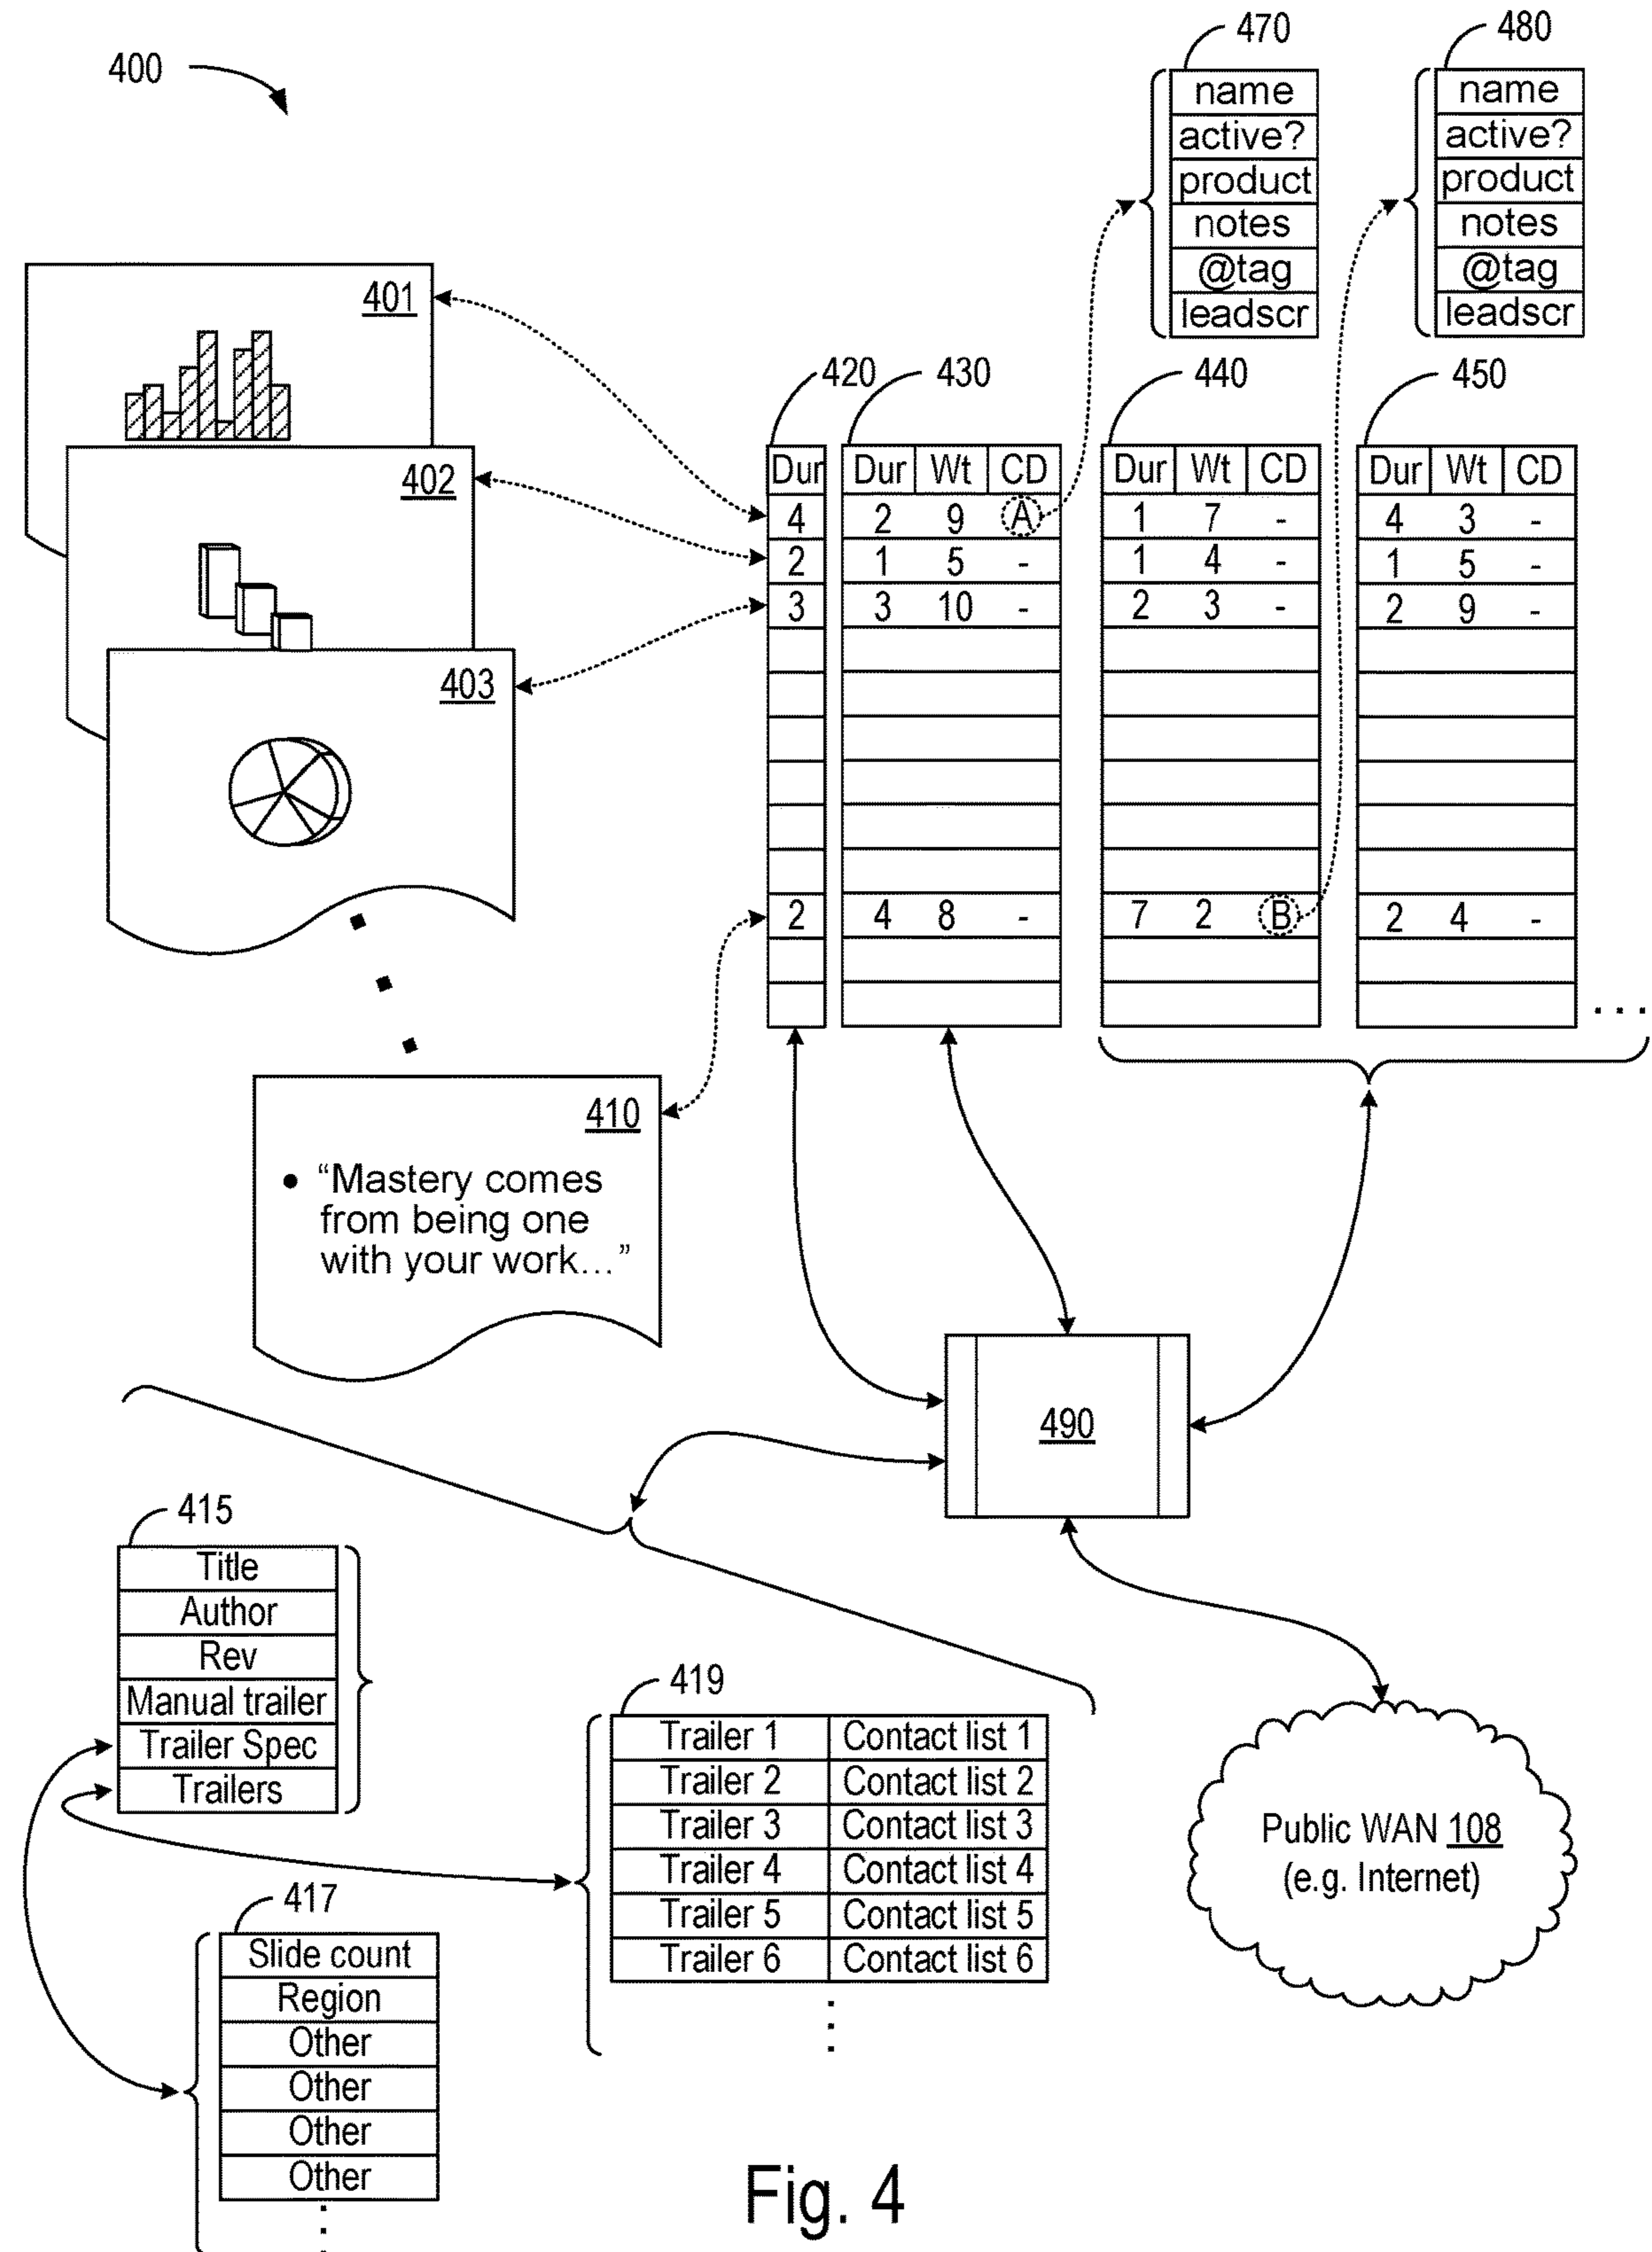 400
470
name
active?
product
notes
@tag
leadscr
480
name
active?
product
notes
@tag
leadscr
401
402
403
420
430
440
450
Dur Dur Wt CD Dur Wt CD Dur Wt CD
4 2 9 A 1 7 - 4 3 -
2 1 5 - 1 4 - 1 5 -
3 3 10 - 2 3 - 2 9 -
2 4 8 - 7 2 B 2 4 -
...
410
• “Mastery comes
from being one
with your work...”
490
415
Title
Author
Rev
Manual trailer
Trailer Spec
Trailers
419
Trailer 1 Contact list 1
Trailer 2 Contact list 2
Trailer 3 Contact list 3
Trailer 4 Contact list 4
Trailer 5 Contact list 5
Trailer 6 Contact list 6
417
Slide count
Region
Other
Other
Other
Other
Public WAN 108
(e.g. Internet)
Fig. 4